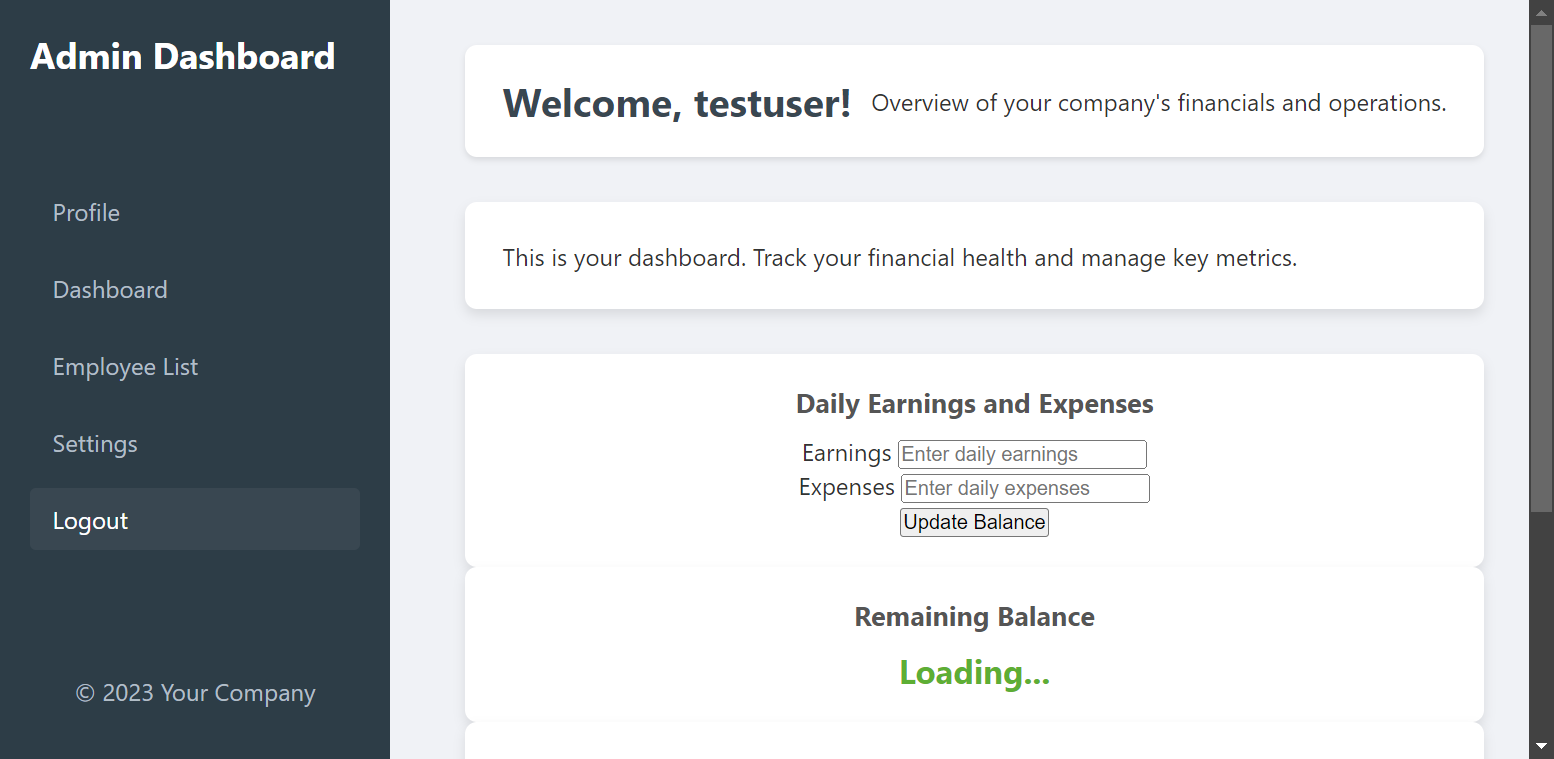 Admin Dashboard
Profile
Dashboard
Employee List
Settings
Logout
© 2023 Your Company
Welcome, testuser! Overview of your company's financials and operations.
This is your dashboard. Track your financial health and manage key metrics.
Daily Earnings and Expenses
Earnings Enter daily earnings
Expenses Enter daily expenses
Update Balance
Remaining Balance
Loading...